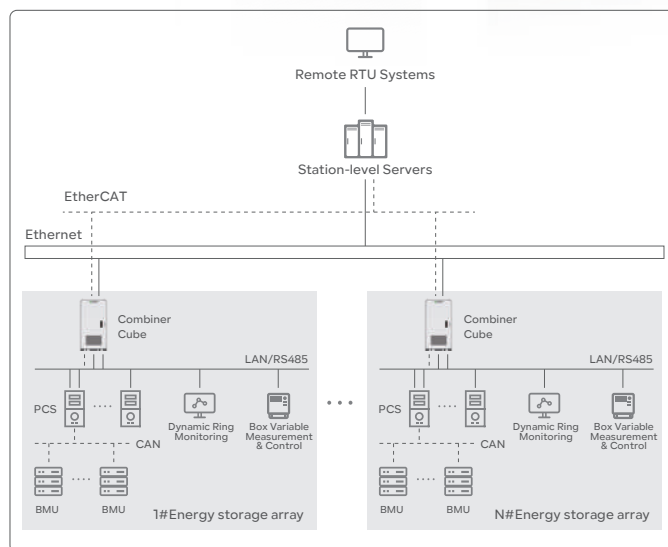 Remote RTU Systems
Station-level Servers
EtherCAT
Ethernet
Combiner
Cube
LAN/RS485
PCS
Dynamic Ring
Monitoring
Box Variable
Measurement
& Control
CAN
BMU
BMU
1#Energy storage array
Combiner
Cube
LAN/RS485
PCS
Dynamic Ring
Monitoring
Box Variable
Measurement
& Control
CAN
BMU
BMU
N#Energy storage array